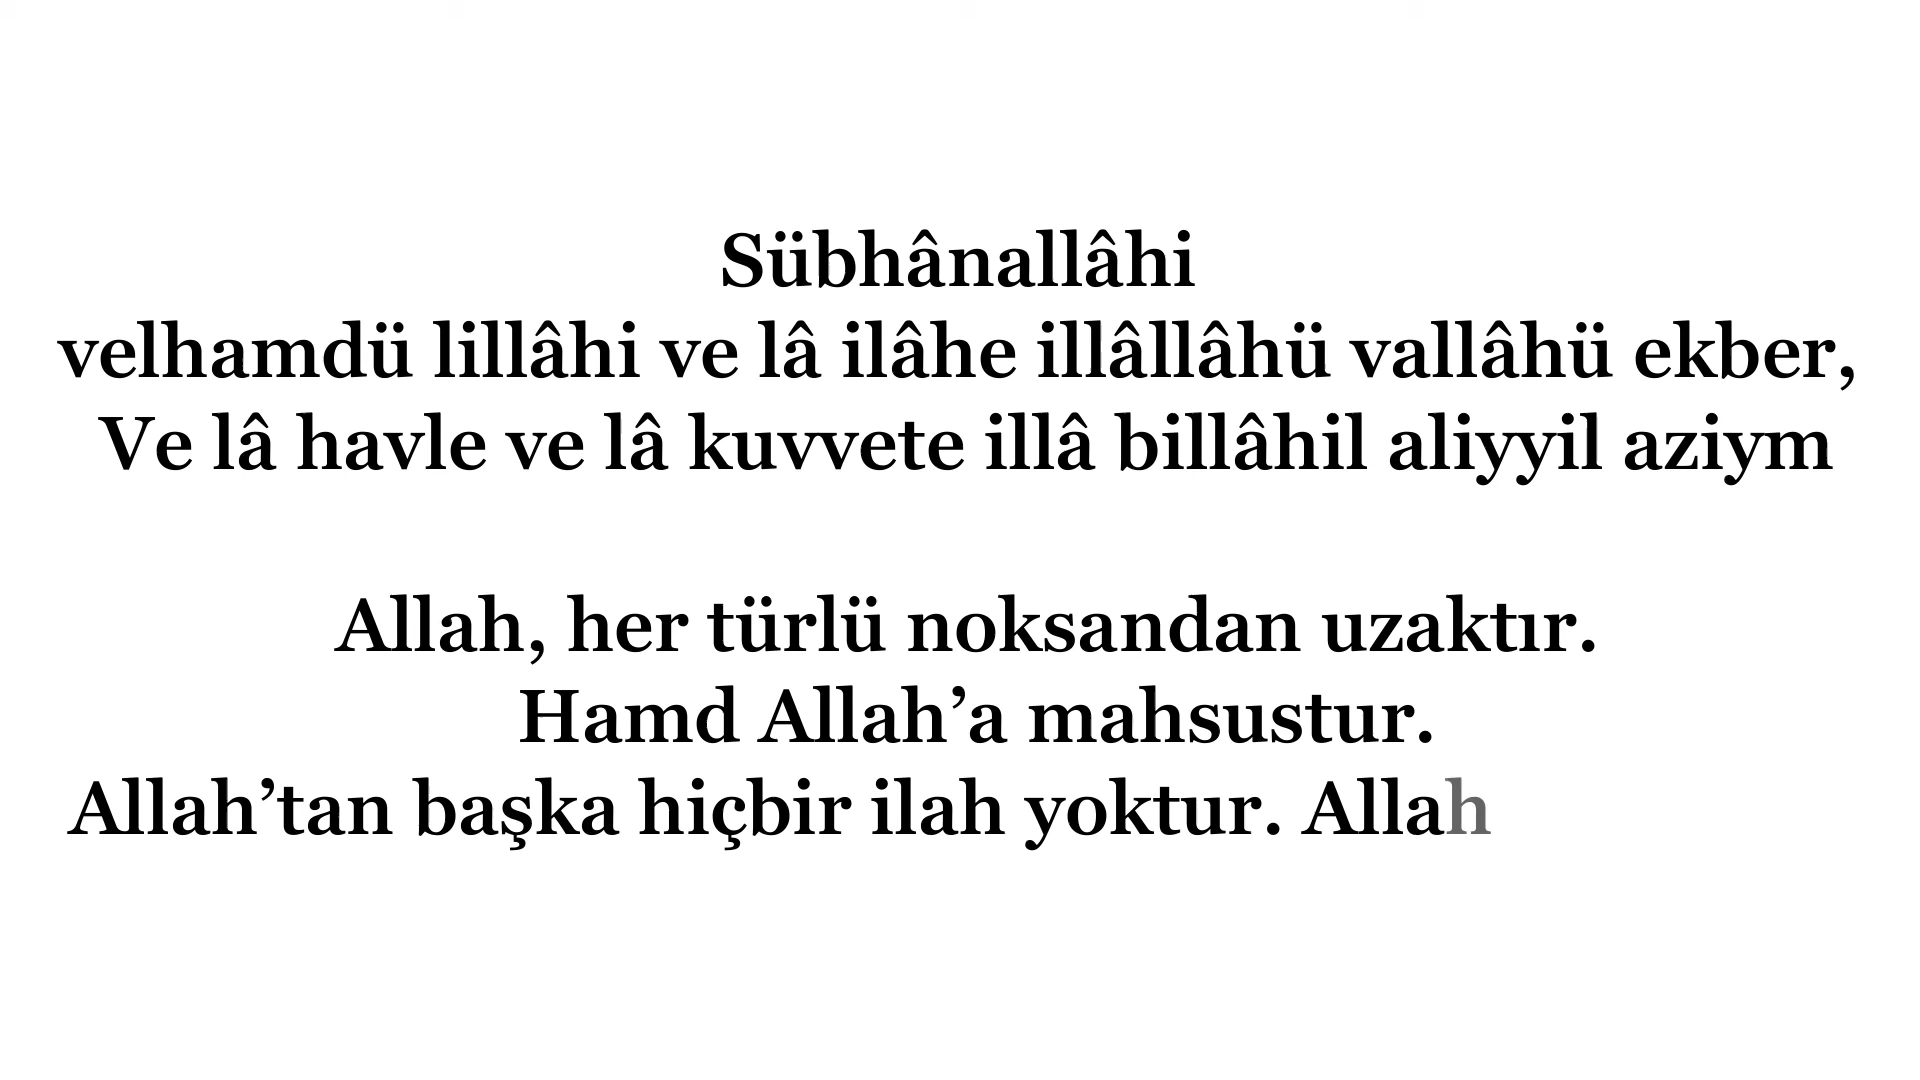 Sübhânallâhi
velhamdü lillâhi ve lâ ilâhe illâllâhü vallâhü ekber,
Ve lâ havle ve lâ kuvvete illâ billâhil aliyyil aziym
Allah, her türlü noksandan uzaktır.
Hamd Allah’a mahsustur.
Allah’tan başka hiçbir ilah yoktur. Allah